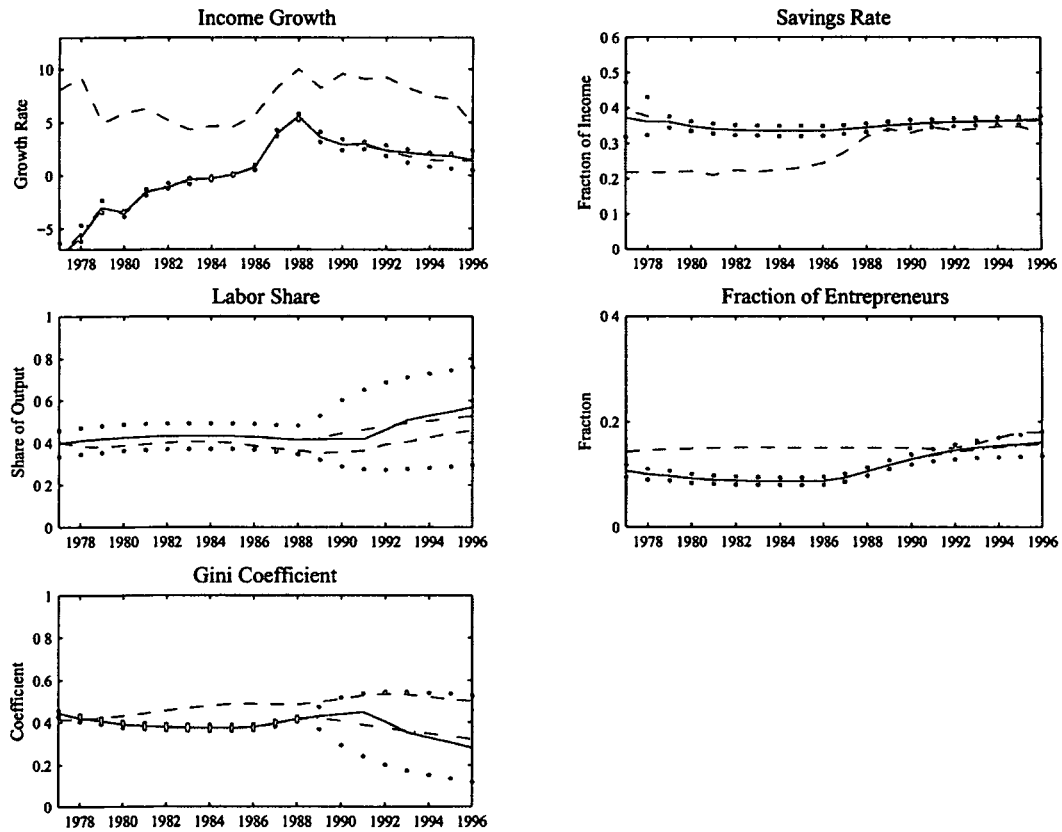 Income Growth
Growth Rate
10
5
0
−5
1978 1980 1982 1984 1986 1988 1990 1992 1994 1996
Savings Rate
Fraction of Income
0 6
0.5
0.4
0.3
0.2
0.1
0
1978 1980 1982 1984 1986 1988 1990 1992 1994 1996
Labor Share
Share of Output
1
0 8
0 6
0.4
0.2
0
1978 1980 1982 1984 1986 1988 1990 1992 1994 1996
Fraction of Entrepreneurs
Fraction
0 4
0.2
0
1978 1980 1982 1984 1986 1988 1990 1992 1994 1996
Gini Coefficient
Coefficient
1
0 8
0 6
0.4
0.2
0
1978 1980 1982 1984 1986 1988 1990 1992 1994 1996